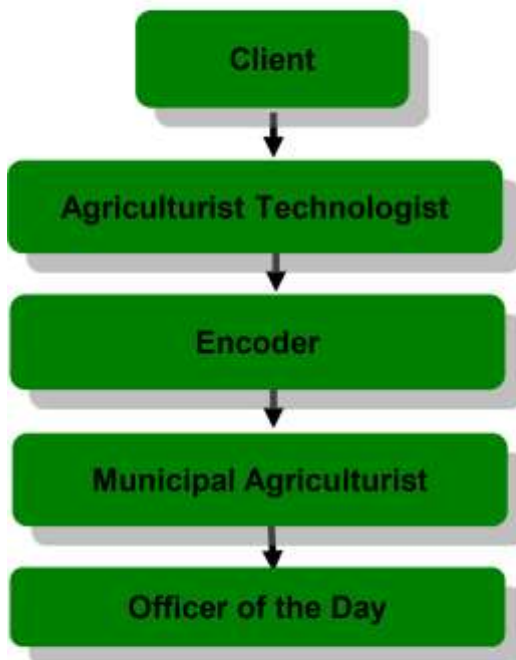 Client
Agriculturist Technologist
Encoder
Municipal Agriculturist
Officer of the Day